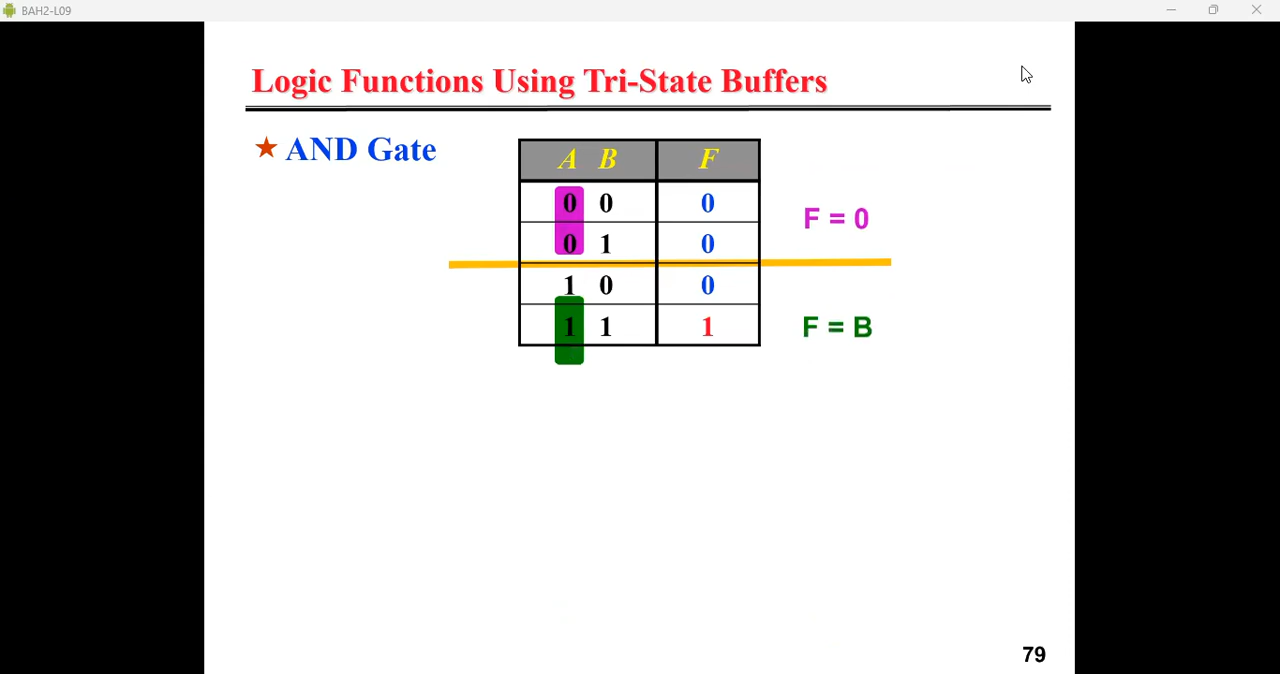 BAH2-L09
Logic Functions Using Tri-State Buffers
★ AND Gate
A B F
0 0 0
0 1 0
1 0 0
1 1 1
F = 0
F = B
79